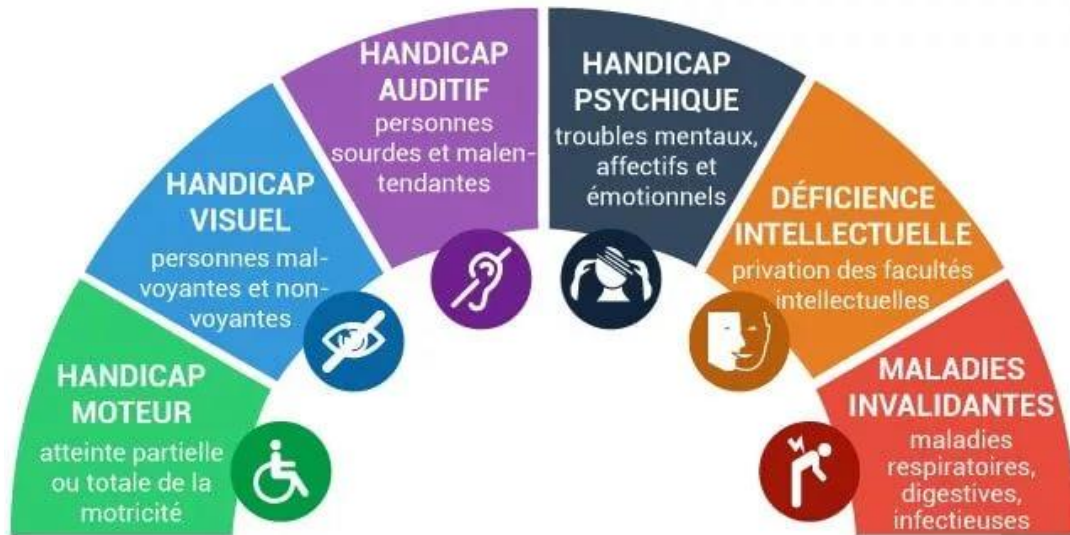 HANDICAP
MOTEUR
atteinte partielle
ou totale de la
motricité
HANDICAP
VISUEL
personnes mal-
voyantes et non-
voyantes
HANDICAP
AUDITIF
personnes
sourdes et malen-
tendantes
HANDICAP
PSYCHIQUE
troubles mentaux,
affectifs et
émotionnels
DÉFICIENCE
INTELLECTUELLE
privation des facultés
intellectuelles
MALADIES
INVALIDANTES
maladies
respiratoires,
digestives,
infectieuses